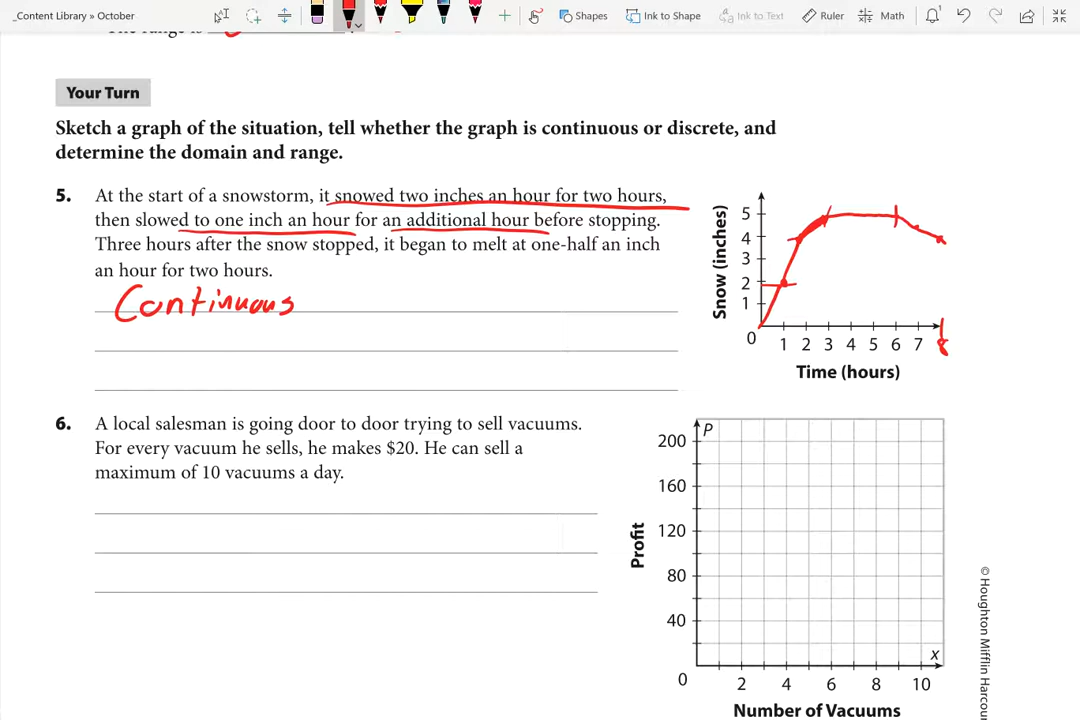 _Content Library » October
Shapes
Ink to Shape
Ink to Text
Ruler
Math
1
Your Turn
Sketch a graph of the situation, tell whether the graph is continuous or discrete, and
determine the domain and range.
5. At the start of a snowstorm, it snowed two inches an hour for two hours,
then slowed to one inch an hour for an additional hour before stopping.
Three hours after the snow stopped, it began to melt at one-half an inch
an hour for two hours.
Continuous
Snow (inches)
5
4
3
2
1
0
1 2 3 4 5 6 7 8
Time (hours)
6. A local salesman is going door to door trying to sell vacuums.
For every vacuum he sells, he makes $20. He can sell a
maximum of 10 vacuums a day.
Profit
P
200
160
120
80
40
0
x
2 4 6 8 10
Number of Vacuums
© Houghton Mifflin Harcour